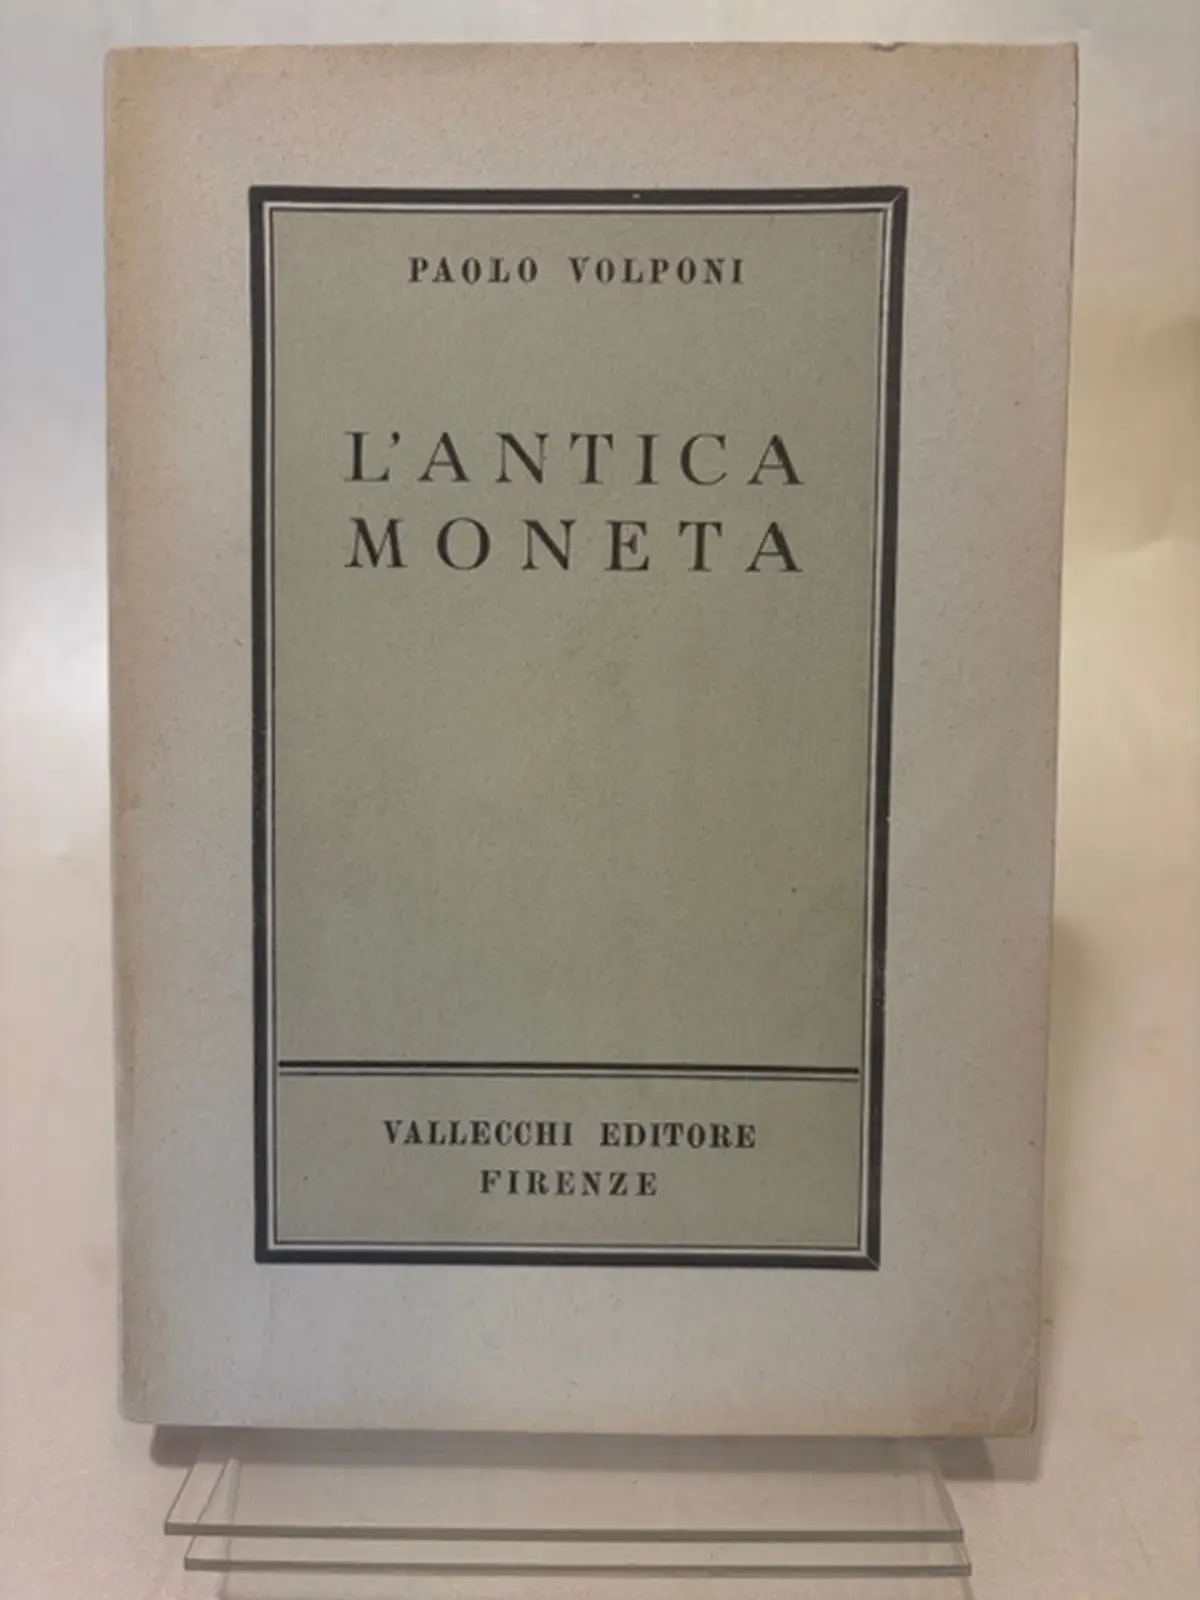 PAOLO VOLPONI
L'ANTICA
MONETA
VALLECCHI EDITORE
FIRENZE